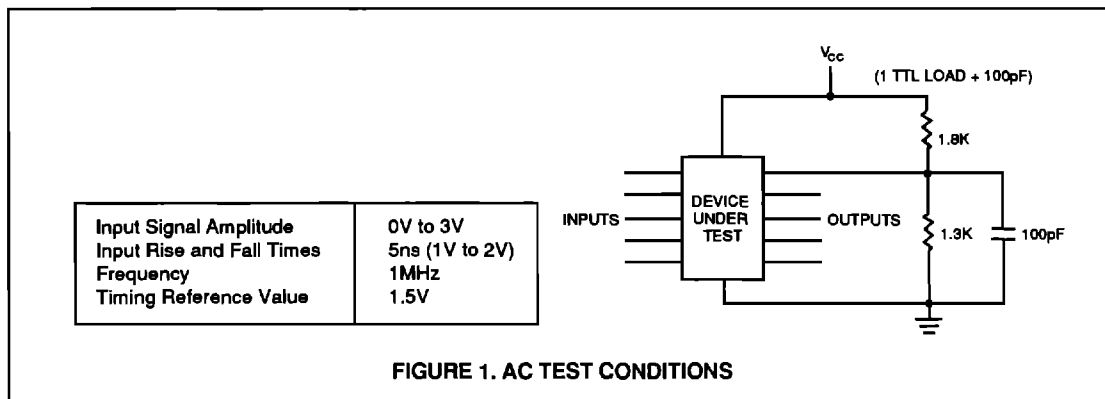 V_CC
(1 TTL LOAD + 100pF)
1.8K
INPUTS
DEVICE
UNDER
TEST
OUTPUTS
1.3K
100pF
Input Signal Amplitude 0V to 3V
Input Rise and Fall Times 5ns (1V to 2V)
Frequency 1MHz
Timing Reference Value 1.5V
FIGURE 1. AC TEST CONDITIONS